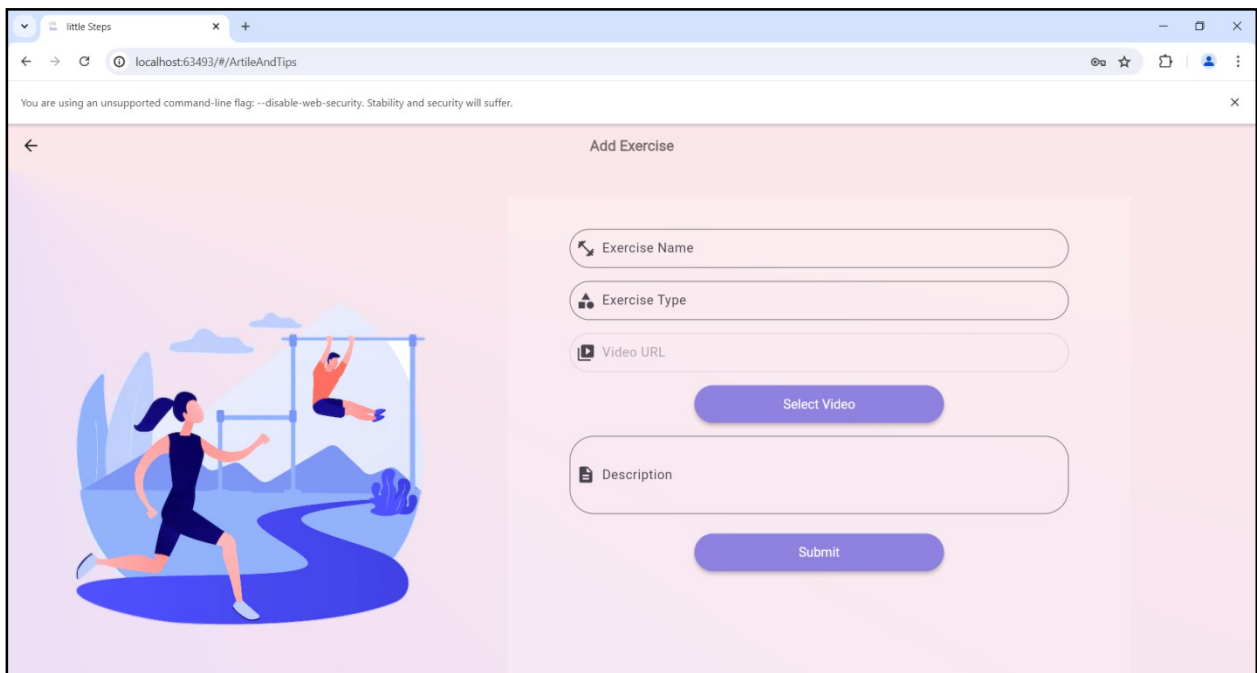 little Steps
localhost:63493/#/ArtileAndTips
You are using an unsupported command-line flag: --disable-web-security. Stability and security will suffer.
Add Exercise
Exercise Name
Exercise Type
Video URL
Select Video
Description
Submit